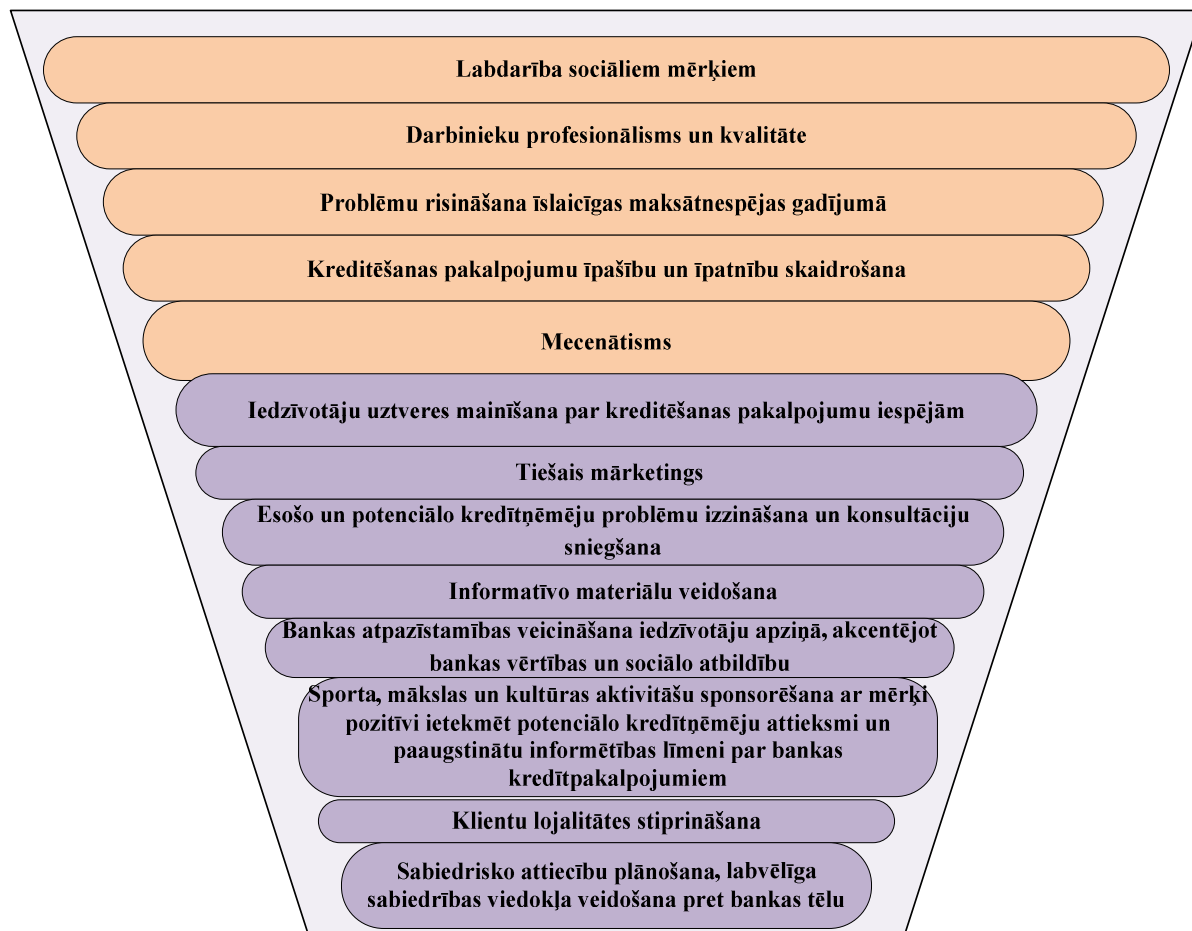 Labdarība sociāliem mērķiem
Darbinieku profesionālisms un kvalitāte
Problēmu risināšana īslaicīgas maksātnespējas gadījumā
Kreditēšanas pakalpojumu īpašību un īpatnību skaidrošana
Mecenātisms
Iedzīvotāju uztveres mainīšana par kreditēšanas pakalpojumu iespējām
Tiešais mārketings
Esošo un potenciālo kredītņēmēju problēmu izzināšana un konsultāciju
sniegšana
Informatīvo materiālu veidošana
Bankas atpazīstamības veicināšana iedzīvotāju apziņā, akcentējot
bankas vērtības un sociālo atbildību
Sporta, mākslas un kultūras aktivitāšu sponsorēšana ar mērķi
pozitīvi ietekmēt potenciālo kredītņēmēju attieksmi un
paaugstinātu informētības līmeni par bankas
kredītpakalpojumiem
Klientu lojalitātes stiprināšana
Sabiedrisko attiecību plānošana, labvēlīga
sabiedrības viedokļa veidošana pret bankas tēlu